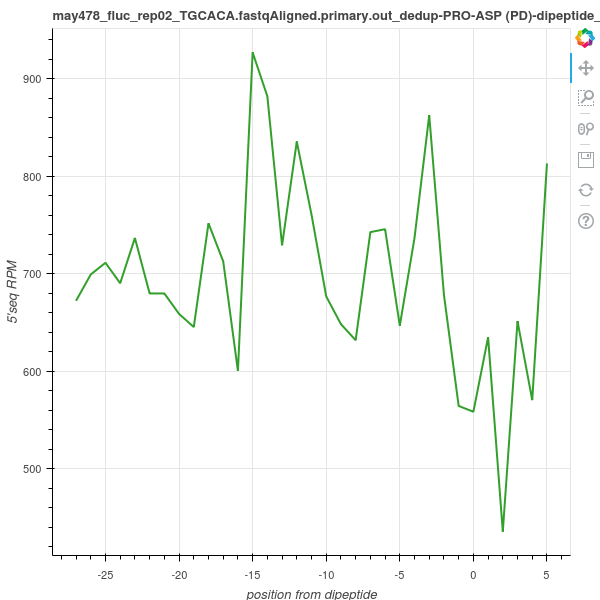 may478_fluc_rep02_TGCACA.fastqAligned.primary.out_dedup-PRO-ASP (PD)-dipeptide_
900
800
700
600
500
5'seq RPM
-25 -20 -15 -10 -5 0 5
position from dipeptide